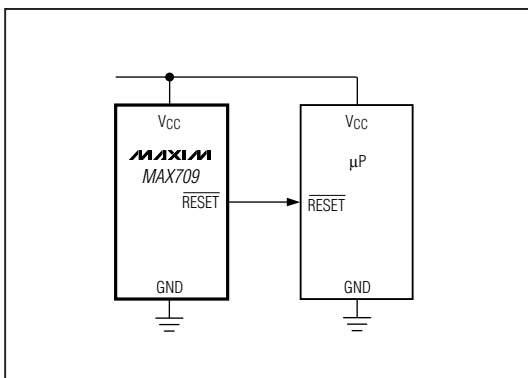 VCC
MAXIM
MAX709
RESET
GND
VCC
µP
RESET
GND